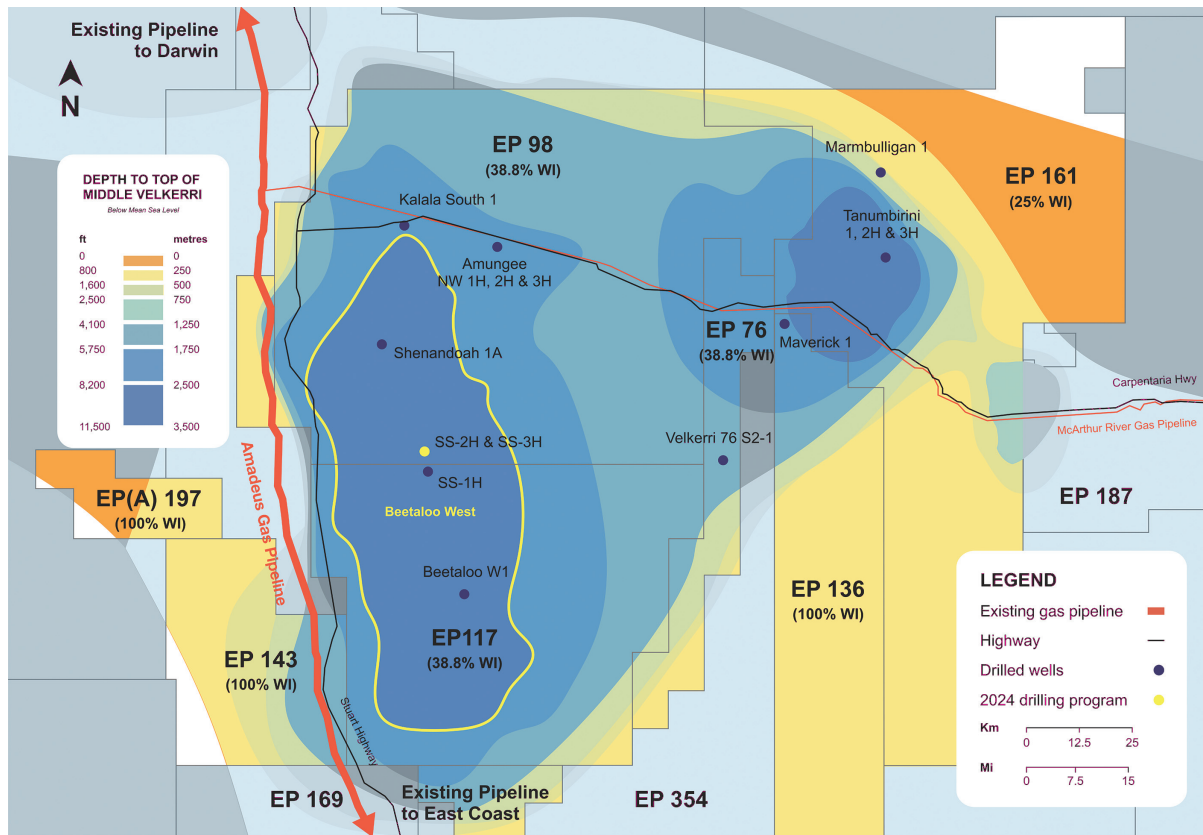 Existing Pipeline
to Darwin
N
DEPTH TO TOP OF
MIDDLE VELKERRI
Below Mean Sea Level
ft metres
0 0
800 250
1,600 500
2,500 750
4,100 1,250
5,750 1,750
8,200 2,500
11,500 3,500
EP 98
(38.8% WI)
Marmbulligan 1
EP 161
(25% WI)
Kalala South 1
Tanumbirini
1, 2H & 3H
Amungee
NW 1H, 2H & 3H
EP 76
(38.8% WI)
Maverick 1
Shenandoah 1A
Carpentaria Hwy
McArthur River Gas Pipeline
SS-2H & SS-3H
SS-1H
Velkerri 76 S2-1
Amadeus Gas Pipeline
EP(A) 197
(100% WI)
EP 187
Beetaloo West
Beetaloo W1
EP117
(38.8% WI)
EP 136
(100% WI)
EP 143
(100% WI)
Stuart Highway
EP 169
Existing Pipeline
to East Coast
EP 354
LEGEND
Existing gas pipeline
Highway
Drilled wells
2024 drilling program
Km
0 12.5 25
Mi
0 7.5 15